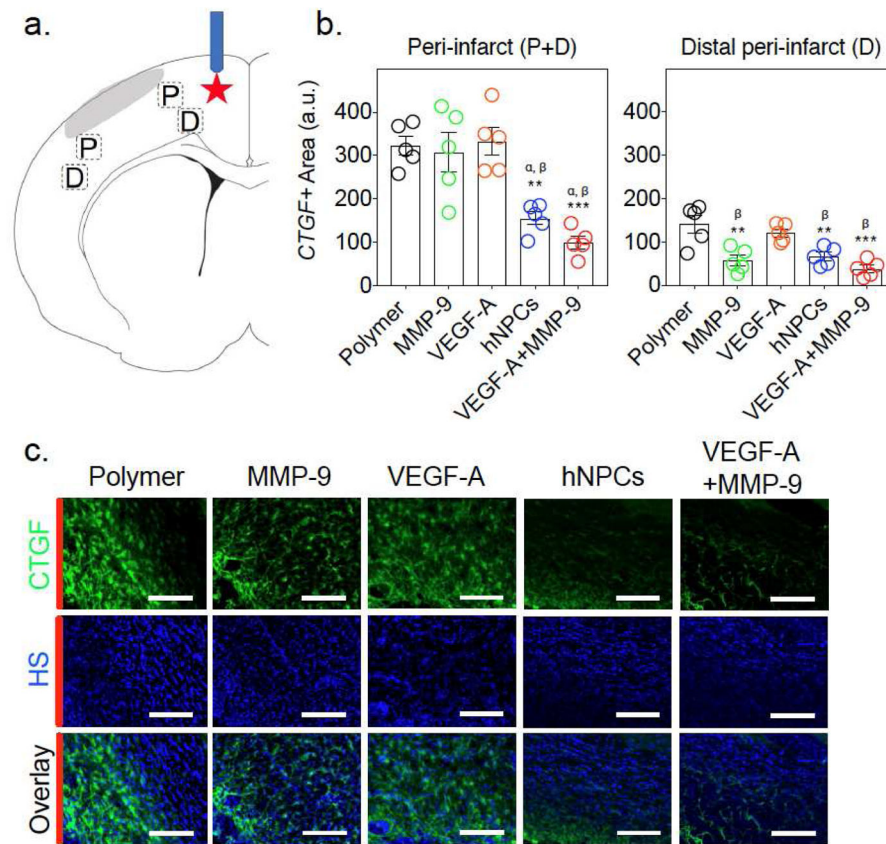 a.
P
D
P
D
b.
Peri-infarct (P+D)
CTGF+ Area (a.u.)
400
300
200
100
0
α, β
**
α, β
***
Polymer
MMP-9
VEGF-A
hNPCs
VEGF-A+MMP-9
Distal peri-infarct (D)
400
300
200
100
0
β
**
β
**
β
***
Polymer
MMP-9
VEGF-A
hNPCs
VEGF-A+MMP-9
c.
Polymer
MMP-9
VEGF-A
hNPCs
VEGF-A
+MMP-9
CTGF
HS
Overlay